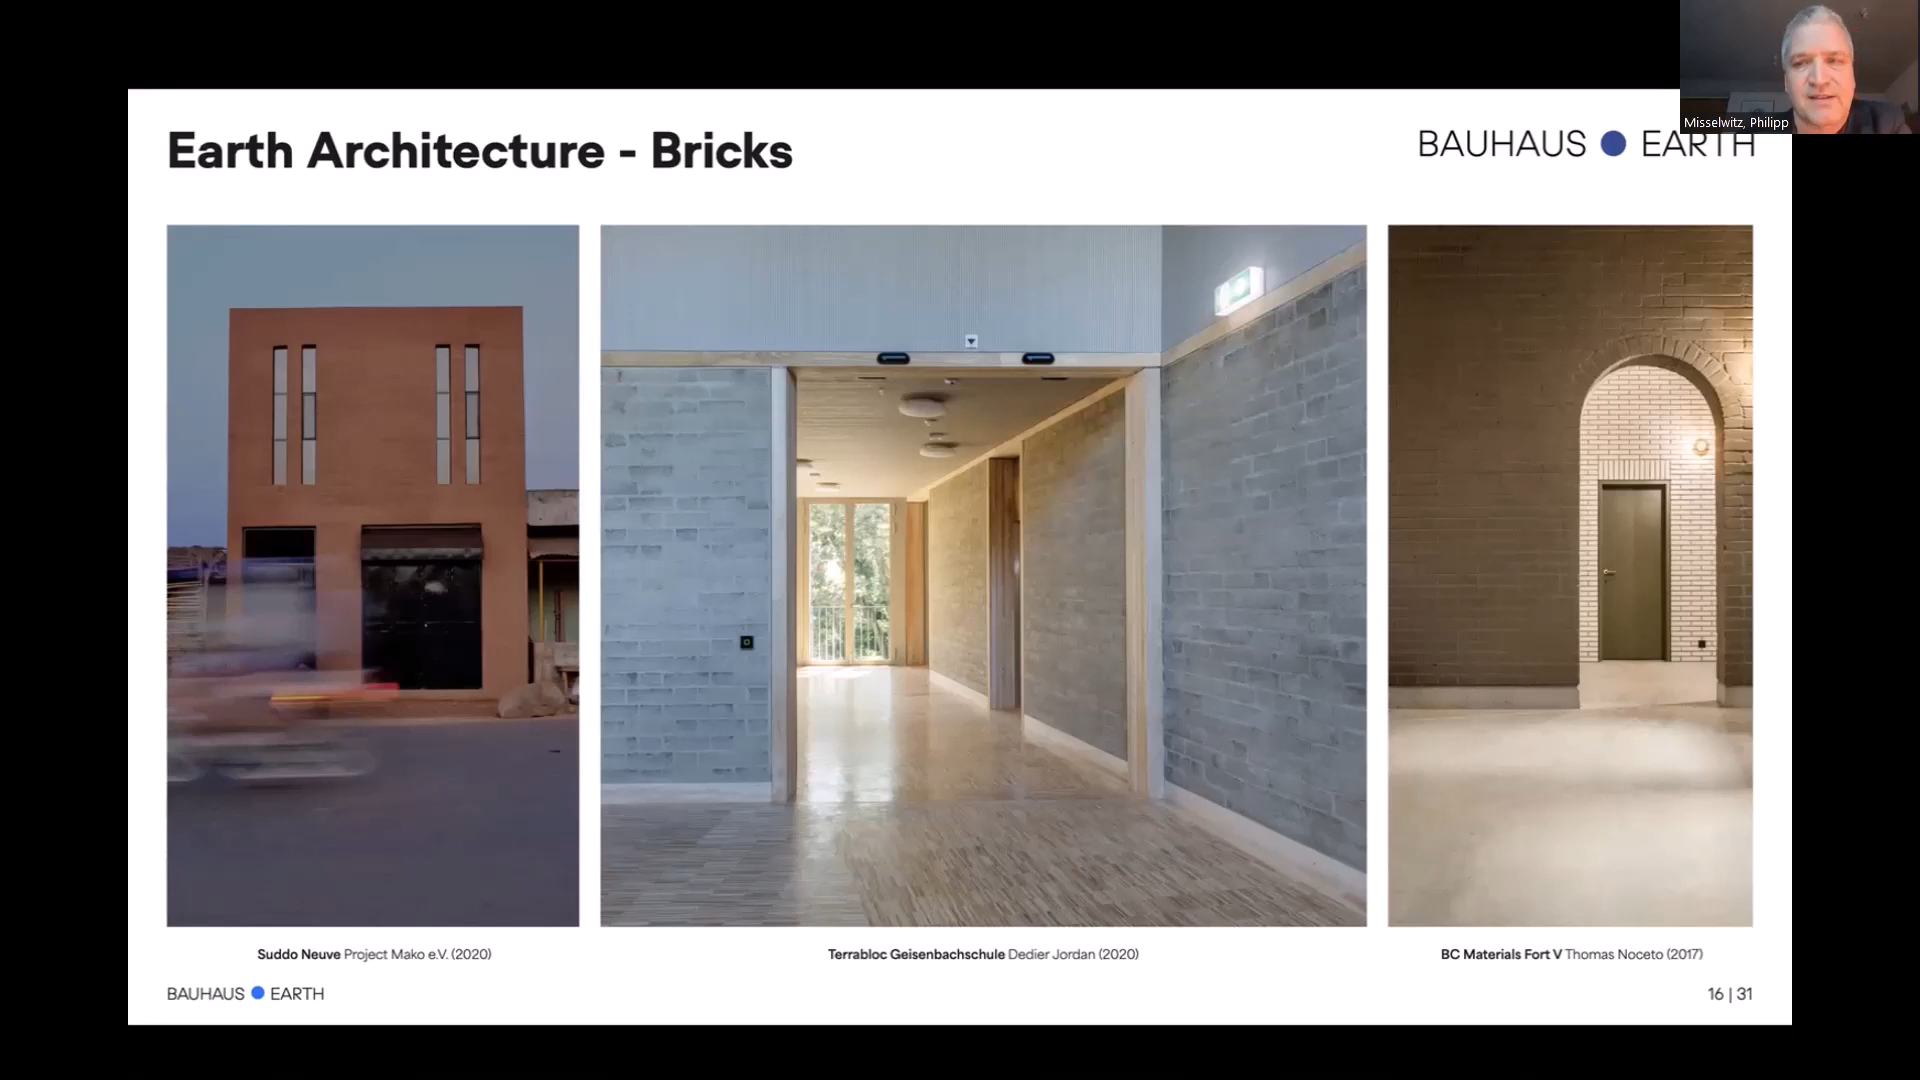 Misselwitz, Philipp
Earth Architecture - Bricks
BAUHAUS EARTH
Suddo Neuve Project Mako e.V. (2020)
Terrabloc Geisenbachschule Dedier Jordan (2020)
BC Materials Fort V Thomas Noceto (2017)
BAUHAUS EARTH
16 | 31